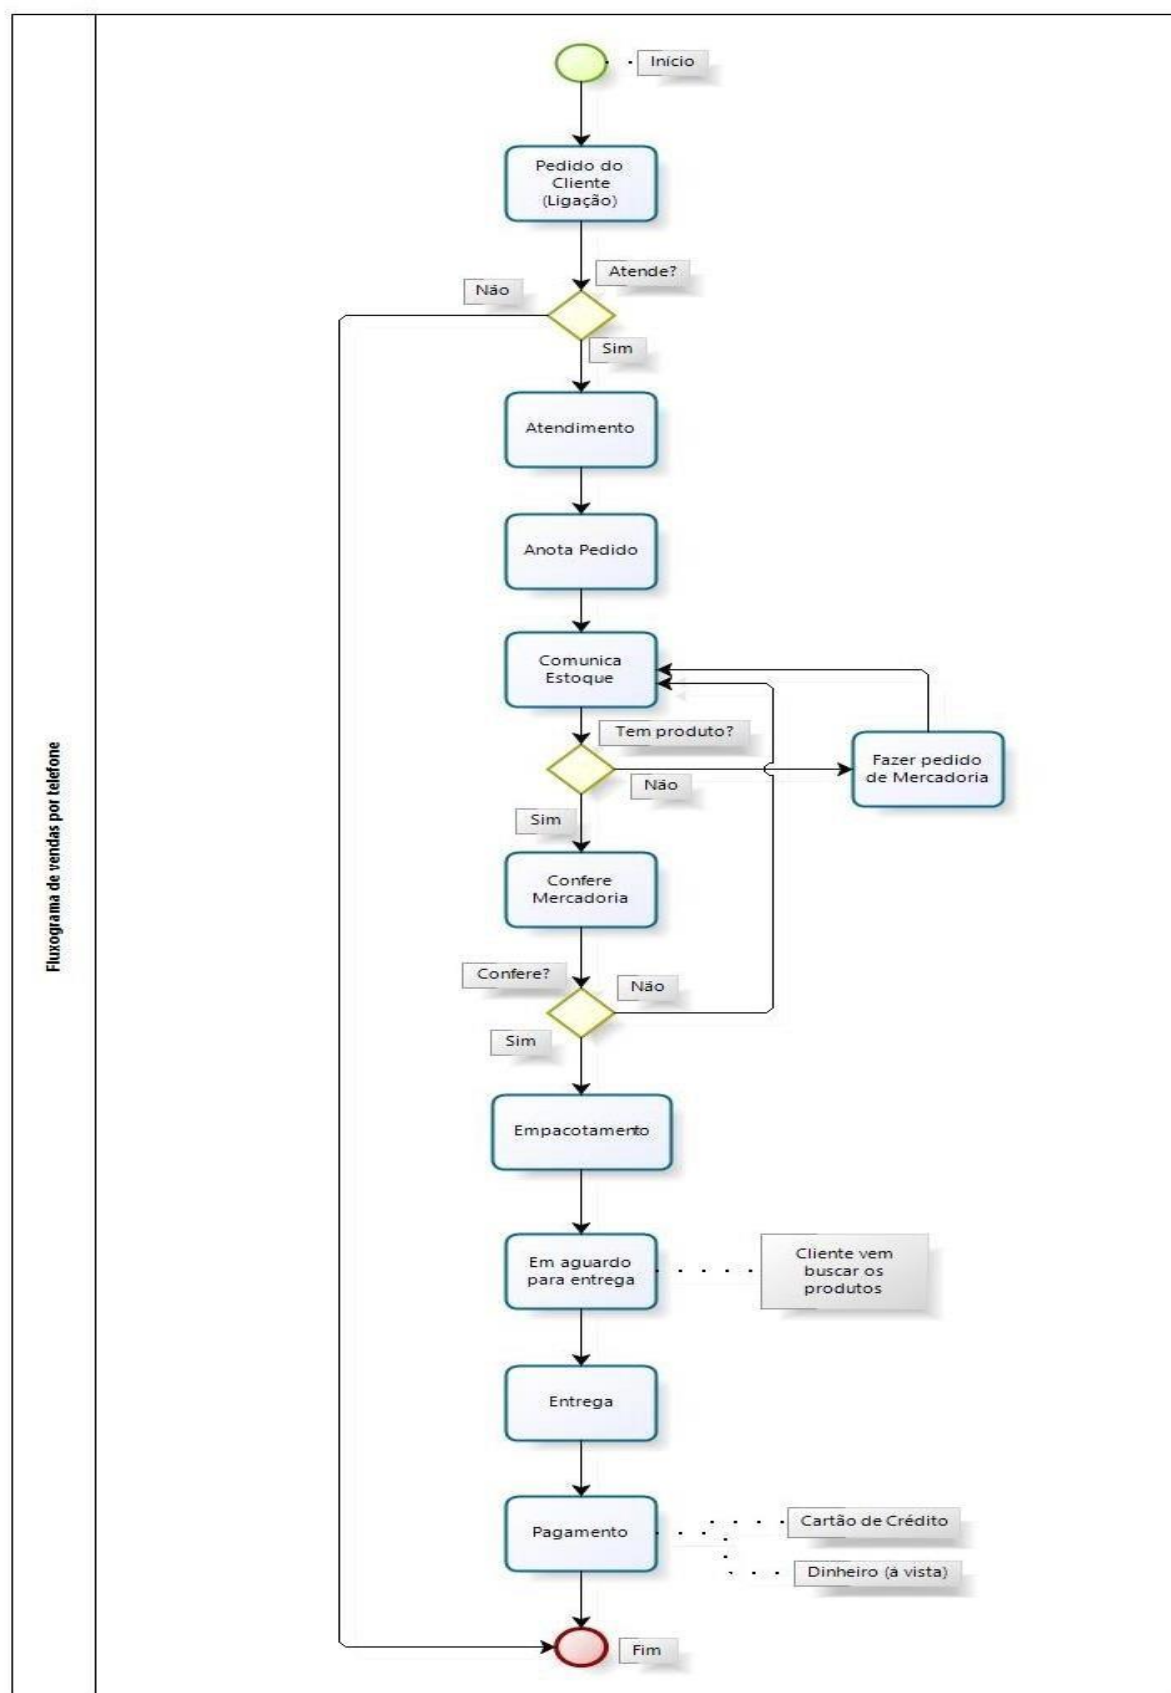 Fluxograma de vendas por telefone
Início
Pedido do
Cliente
(Ligação)
Atende?
Não
Sim
Atendimento
Anota Pedido
Comunica
Estoque
Tem produto?
Não
Fazer pedido
de Mercadoria
Sim
Confere
Mercadoria
Confere?
Não
Sim
Empacotamento
Em aguardo
para entrega
Cliente vem
buscar os
produtos
Entrega
Pagamento
Cartão de Crédito
Dinheiro (à vista)
Fim